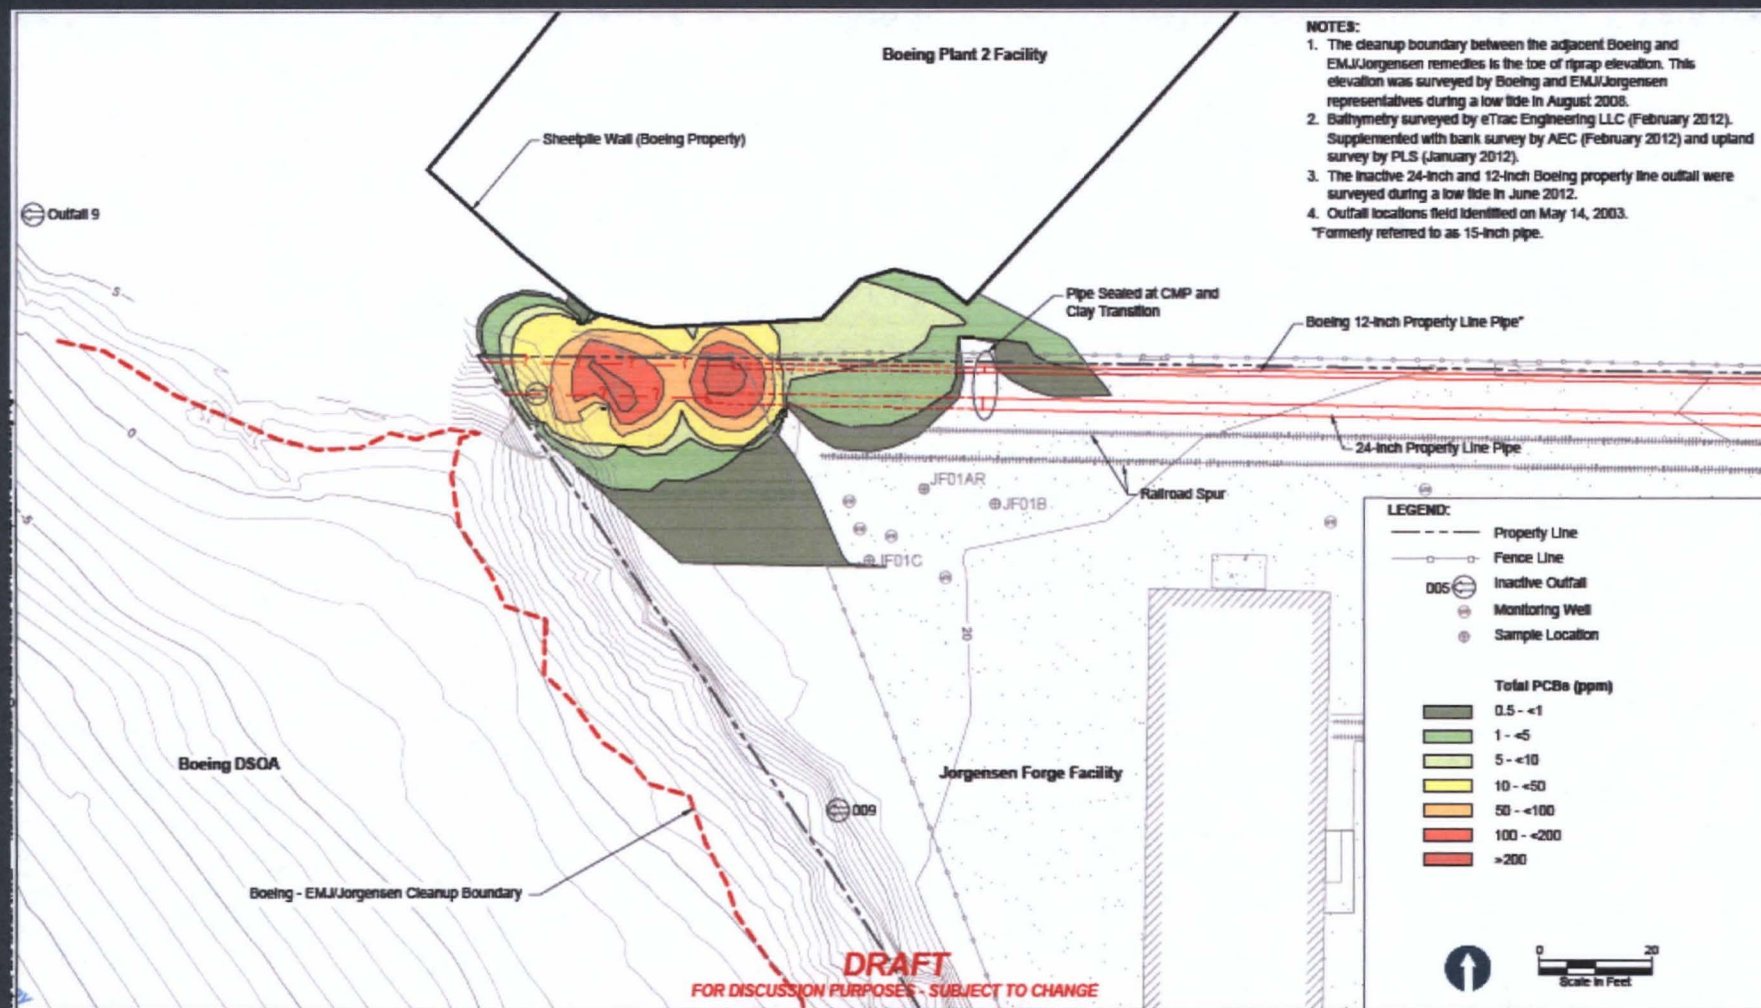 Boeing Plant 2 Facility
NOTES:
1. The cleanup boundary between the adjacent Boeing and
EMJ/Jorgensen remedies is the toe of riprap elevation. This
elevation was surveyed by Boeing and EMJ/Jorgensen
representatives during a low tide in August 2008.
2. Bathymetry surveyed by eTrac Engineering LLC (February 2012).
Supplemented with bank survey by AEC (February 2012) and upland
survey by PLS (January 2012).
3. The inactive 24-inch and 12-inch Boeing property line outfall were
surveyed during a low tide in June 2012.
4. Outfall locations field identified on May 14, 2003.
*Formerly referred to as 15-inch pipe.
Sheetpile Wall (Boeing Property)
Outfall 9
5
Pipe Sealed at CMP and
Clay Transition
Boeing 12-inch Property Line Pipe*
0
24-inch Property Line Pipe
JF01AR
Railroad Spur
JF01B
-5
JF01C
20
LEGEND:
Property Line
Fence Line
005 Inactive Outfall
Monitoring Well
Sample Location
Total PCBs (ppm)
0.5 - <1
1 - <5
5 - <10
10 - <50
50 - <100
100 - <200
>200
Boeing DSOA
Jorgensen Forge Facility
009
Boeing - EMJ/Jorgensen Cleanup Boundary
DRAFT
FOR DISCUSSION PURPOSES - SUBJECT TO CHANGE
0 20
Scale in Feet